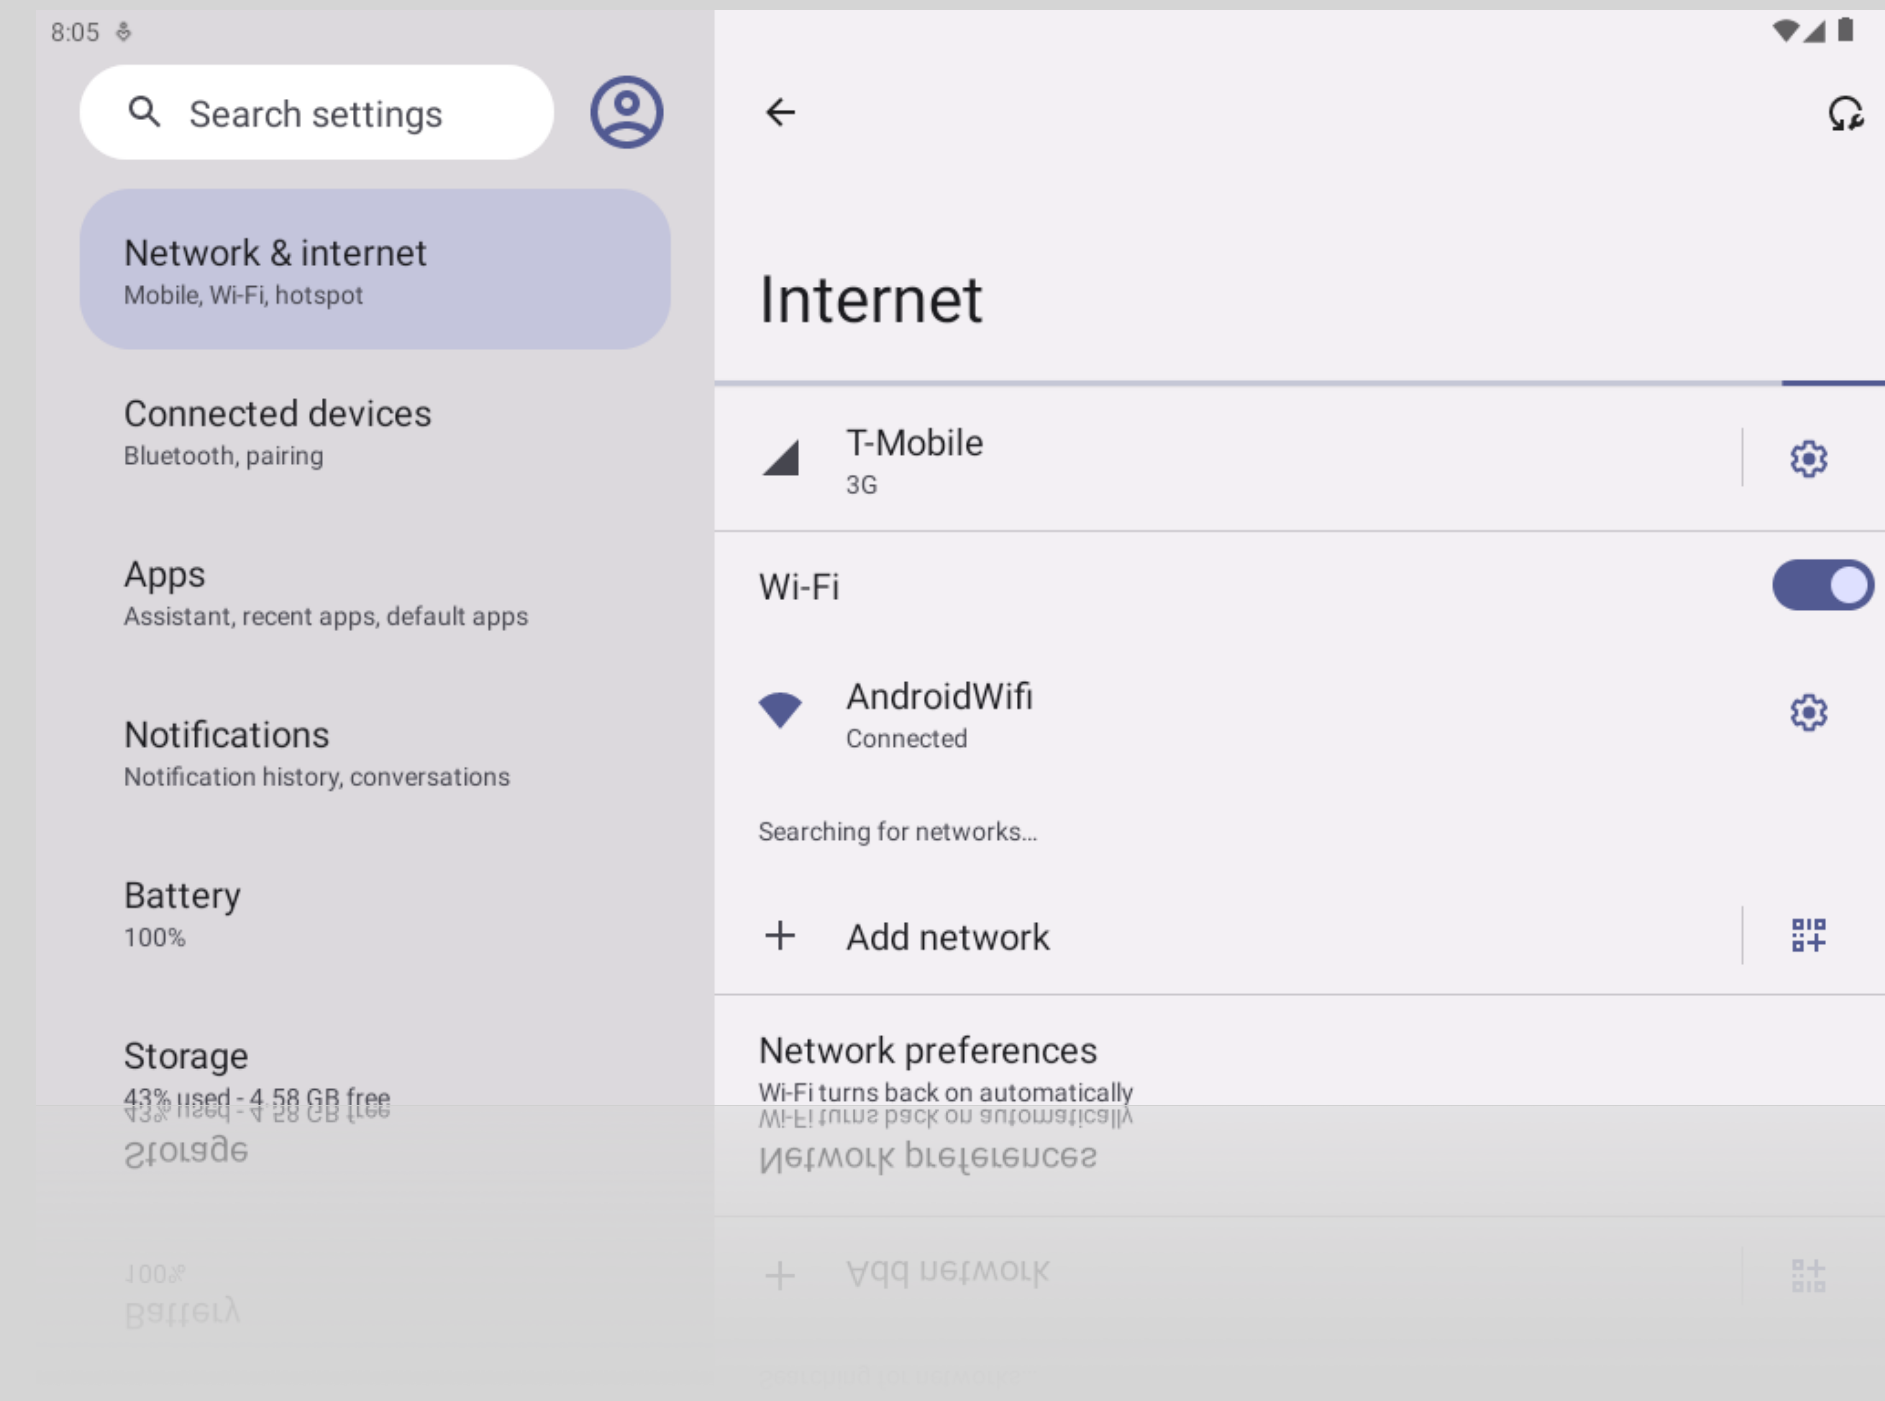 8:05
Search settings
Network & internet
Mobile, Wi-Fi, hotspot
Connected devices
Bluetooth, pairing
Apps
Assistant, recent apps, default apps
Notifications
Notification history, conversations
Battery
100%
Storage
43% used - 4.58 GB free
Internet
T-Mobile
3G
Wi-Fi
AndroidWifi
Connected
Searching for networks…
Add network
Network preferences
Wi-Fi turns back on automatically